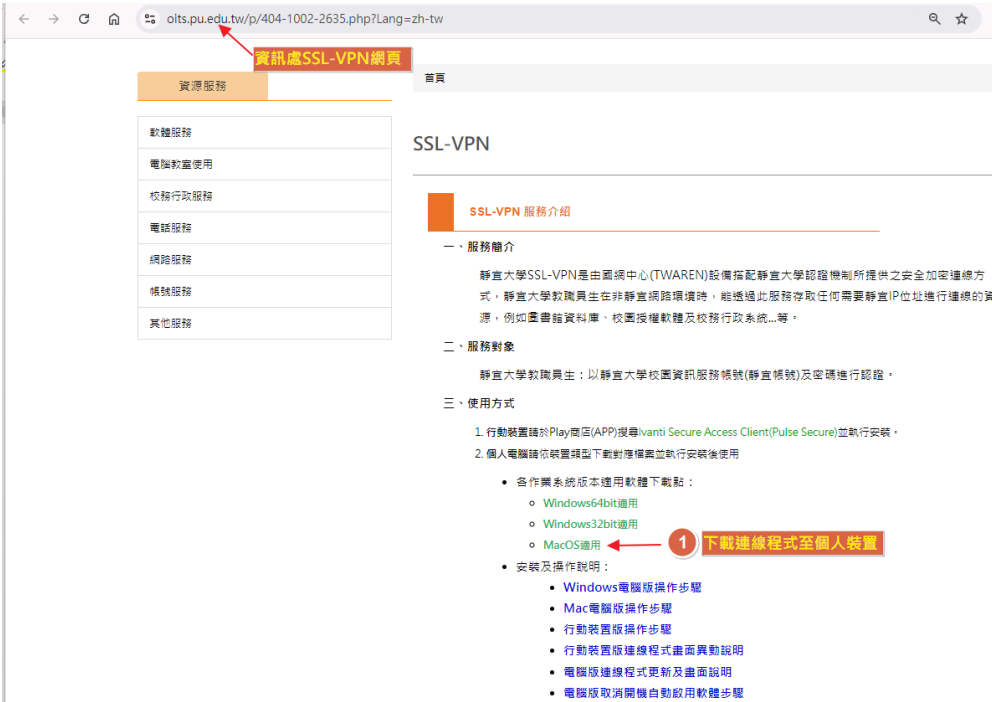 oits.pu.edu.tw/p/404-1002-2635.php?Lang=zh-tw
資訊處SSL-VPN網頁
資源服務
軟體服務
電腦教室使用
校務行政服務
電話服務
網路服務
帳號服務
其他服務
首頁
SSL-VPN
SSL-VPN 服務介紹
一、服務簡介
靜宜大學SSL-VPN是由國網中心(TWAREN)設備搭配靜宜大學認證機制所提供之安全加密連線方
式，靜宜大學教職員生在非靜宜網路環境時，能透過此服務存取任何需要靜宜IP位址進行連線的資
源，例如圖書館資料庫、校園授權軟體及校務行政系統...等。
二、服務對象
靜宜大學教職員生：以靜宜大學校園資訊服務帳號(靜宜帳號)及密碼進行認證。
三、使用方式
1. 行動裝置請於Play商店(APP)搜尋Ivanti Secure Access Client(Pulse Secure)並執行安裝。
2. 個人電腦請依裝置類型下載對應檔案並執行安裝後使用
各作業系統版本適用軟體下載點：
Windows64bit適用
Windows32bit適用
MacOS適用
1 下載連線程式至個人裝置
安裝及操作說明：
Windows電腦版操作步驟
Mac電腦版操作步驟
行動裝置版操作步驟
行動裝置版連線程式畫面異動說明
電腦版連線程式更新及畫面說明
電腦版取消開機自動啟用軟體步驟